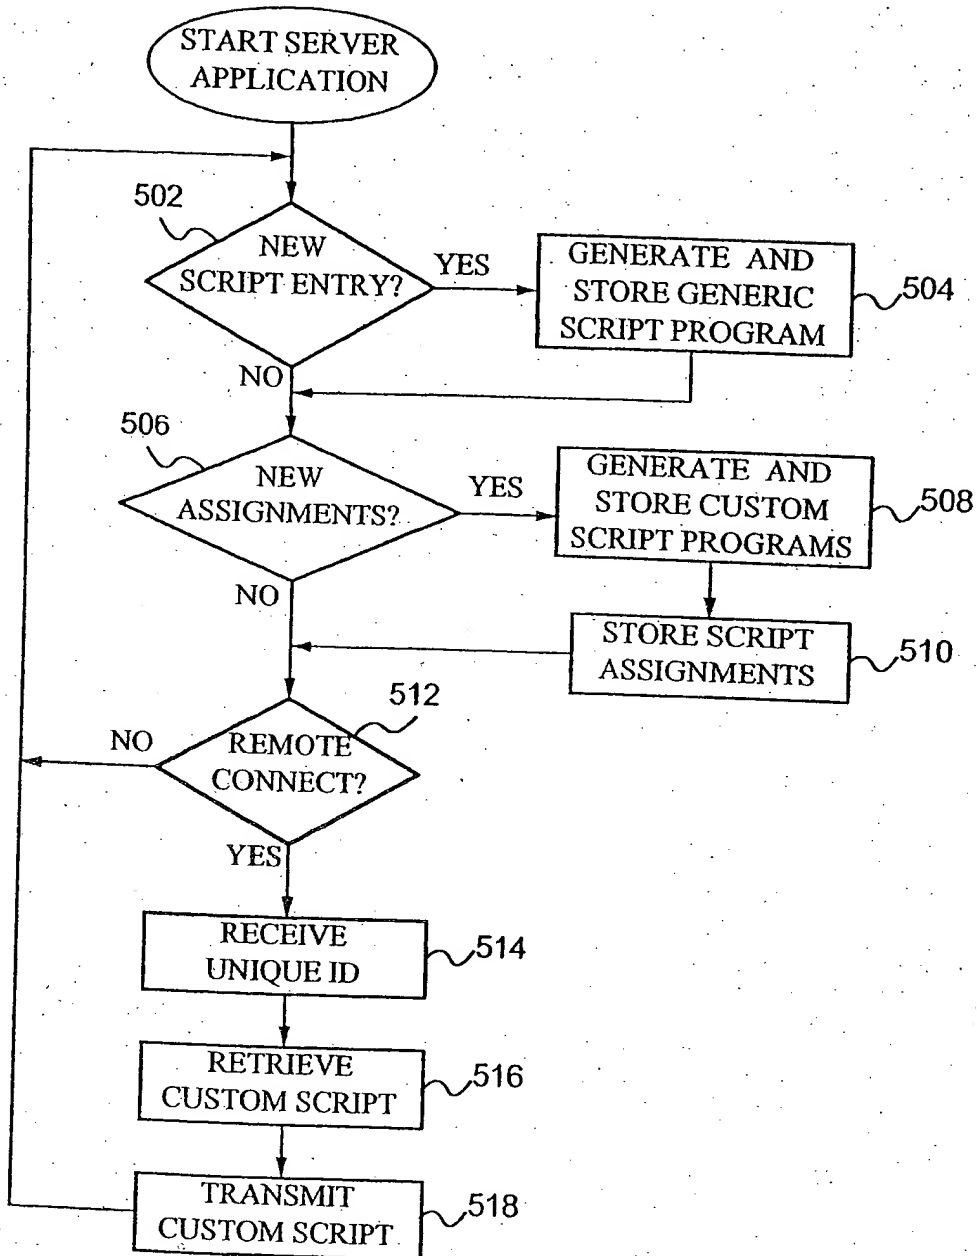 START SERVER
APPLICATION
502
NEW
SCRIPT ENTRY?
YES
GENERATE AND
STORE GENERIC
SCRIPT PROGRAM
504
NO
506
NEW
ASSIGNMENTS?
YES
GENERATE AND
STORE CUSTOM
SCRIPT PROGRAMS
508
NO
STORE SCRIPT
ASSIGNMENTS
510
512
NO
REMOTE
CONNECT?
YES
RECEIVE
UNIQUE ID
514
RETRIEVE
CUSTOM SCRIPT
516
TRANSMIT
CUSTOM SCRIPT
518